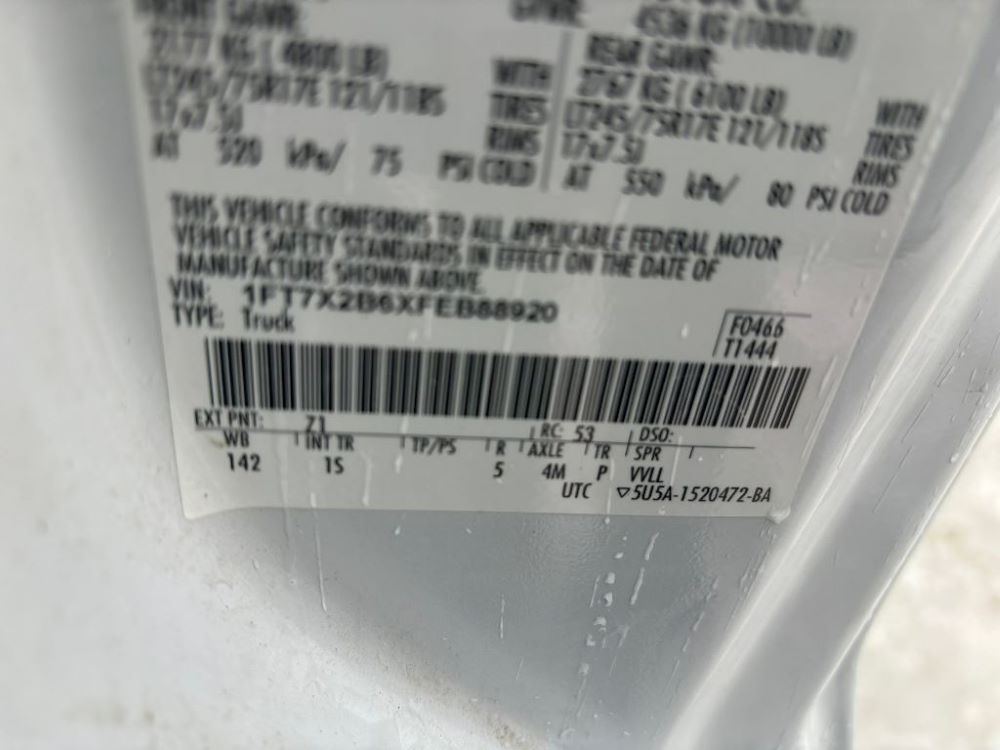 FRONT GAWR:
2177 KG ( 4800 LB)
WITH
LT245/75R17E 121/118S
TIRES
17x7.5J
RIMS
AT 520 kPa/ 75 PSI COLD
4536 KG (10000 LB)
REAR GAWR:
2767 KG ( 6100 LB)
WITH
LT245/75R17E 121/118S
TIRES
17x7.5J
RIMS
AT 550 kPa/ 80 PSI COLD
THIS VEHICLE CONFORMS TO ALL APPLICABLE FEDERAL MOTOR
VEHICLE SAFETY STANDARDS IN EFFECT ON THE DATE OF
MANUFACTURE SHOWN ABOVE.
VIN: 1FT7X2B6XFEB88920
TYPE: Truck
F0466
T1444
EXT PNT: Z1 RC: 53 DSO:
WB INT TR TP/PS R AXLE TR SPR
142 1S 5 4M P VVLL
UTC ▽5U5A-1520472-BA